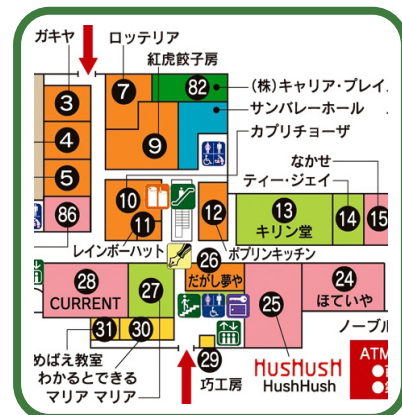 ガキヤ
ロッテリア
紅虎餃子房
3
7
82
(株)キャリア・プレイ
サンバレーホール
カプリチョーザ
4
9
なかせ
ティー・ジェイ
5
10
11
12
13
キリン堂
14
15
86
レインボーハット
ポプリンキッチン
28
CURRENT
27
26
だがし夢や
25
24
ほていや
31
30
29
ノーブル
めばえ教室
わかるとできる
マリア マリア
巧工房
HusHusH
HushHush
ATM